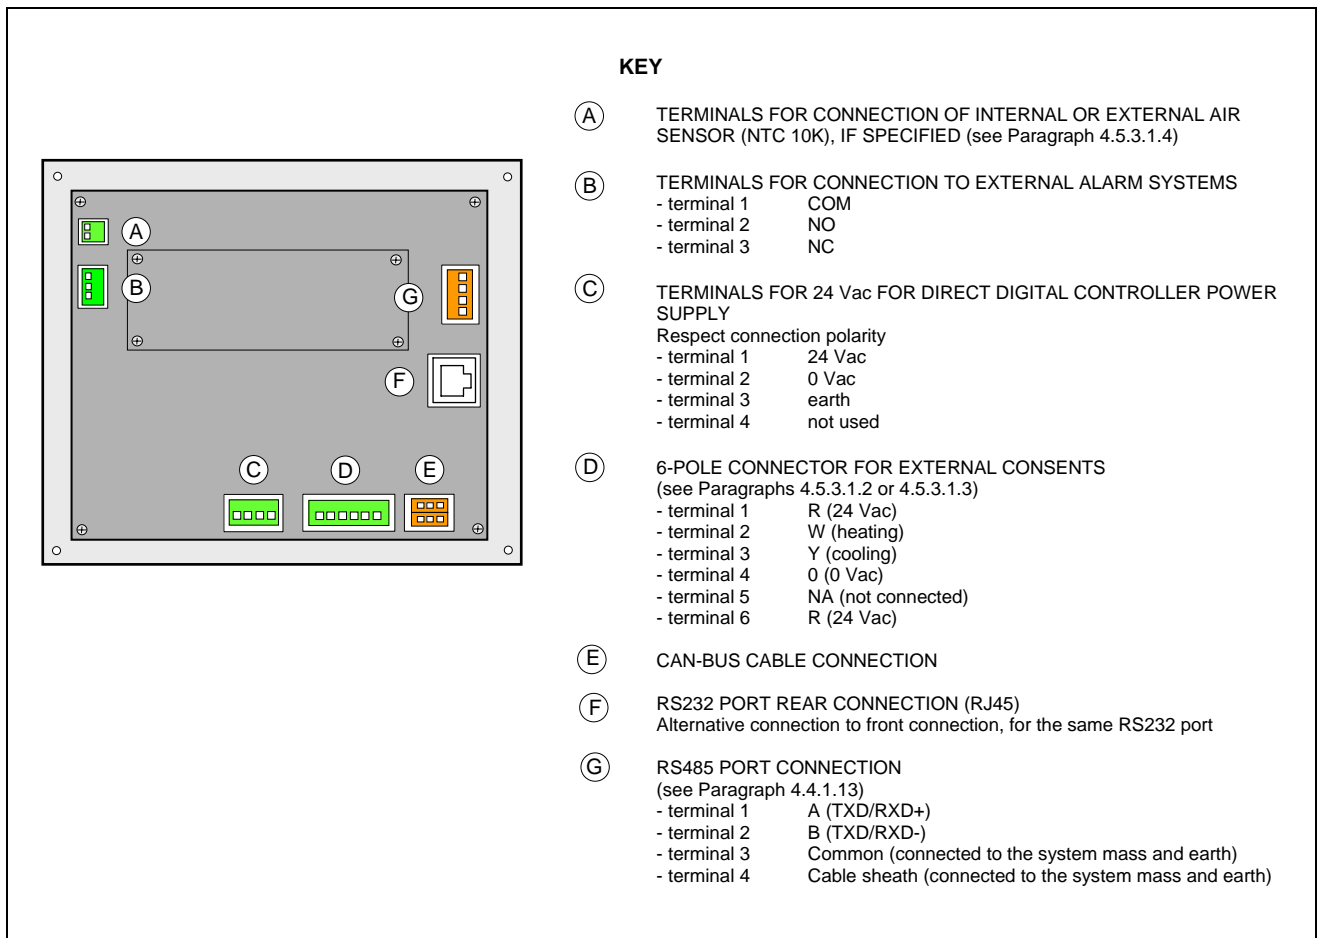 KEY
A TERMINALS FOR CONNECTION OF INTERNAL OR EXTERNAL AIR
SENSOR (NTC 10K), IF SPECIFIED (see Paragraph 4.5.3.1.4)
B TERMINALS FOR CONNECTION TO EXTERNAL ALARM SYSTEMS
- terminal 1 COM
- terminal 2 NO
- terminal 3 NC
C TERMINALS FOR 24 Vac FOR DIRECT DIGITAL CONTROLLER POWER
SUPPLY
Respect connection polarity
- terminal 1 24 Vac
- terminal 2 0 Vac
- terminal 3 earth
- terminal 4 not used
D 6-POLE CONNECTOR FOR EXTERNAL CONSENTS
(see Paragraphs 4.5.3.1.2 or 4.5.3.1.3)
- terminal 1 R (24 Vac)
- terminal 2 W (heating)
- terminal 3 Y (cooling)
- terminal 4 0 (0 Vac)
- terminal 5 NA (not connected)
- terminal 6 R (24 Vac)
E CAN-BUS CABLE CONNECTION
F RS232 PORT REAR CONNECTION (RJ45)
Alternative connection to front connection, for the same RS232 port
G RS485 PORT CONNECTION
(see Paragraph 4.4.1.13)
- terminal 1 A (TXD/RXD+)
- terminal 2 B (TXD/RXD-)
- terminal 3 Common (connected to the system mass and earth)
- terminal 4 Cable sheath (connected to the system mass and earth)
A
B
G
F
C D E